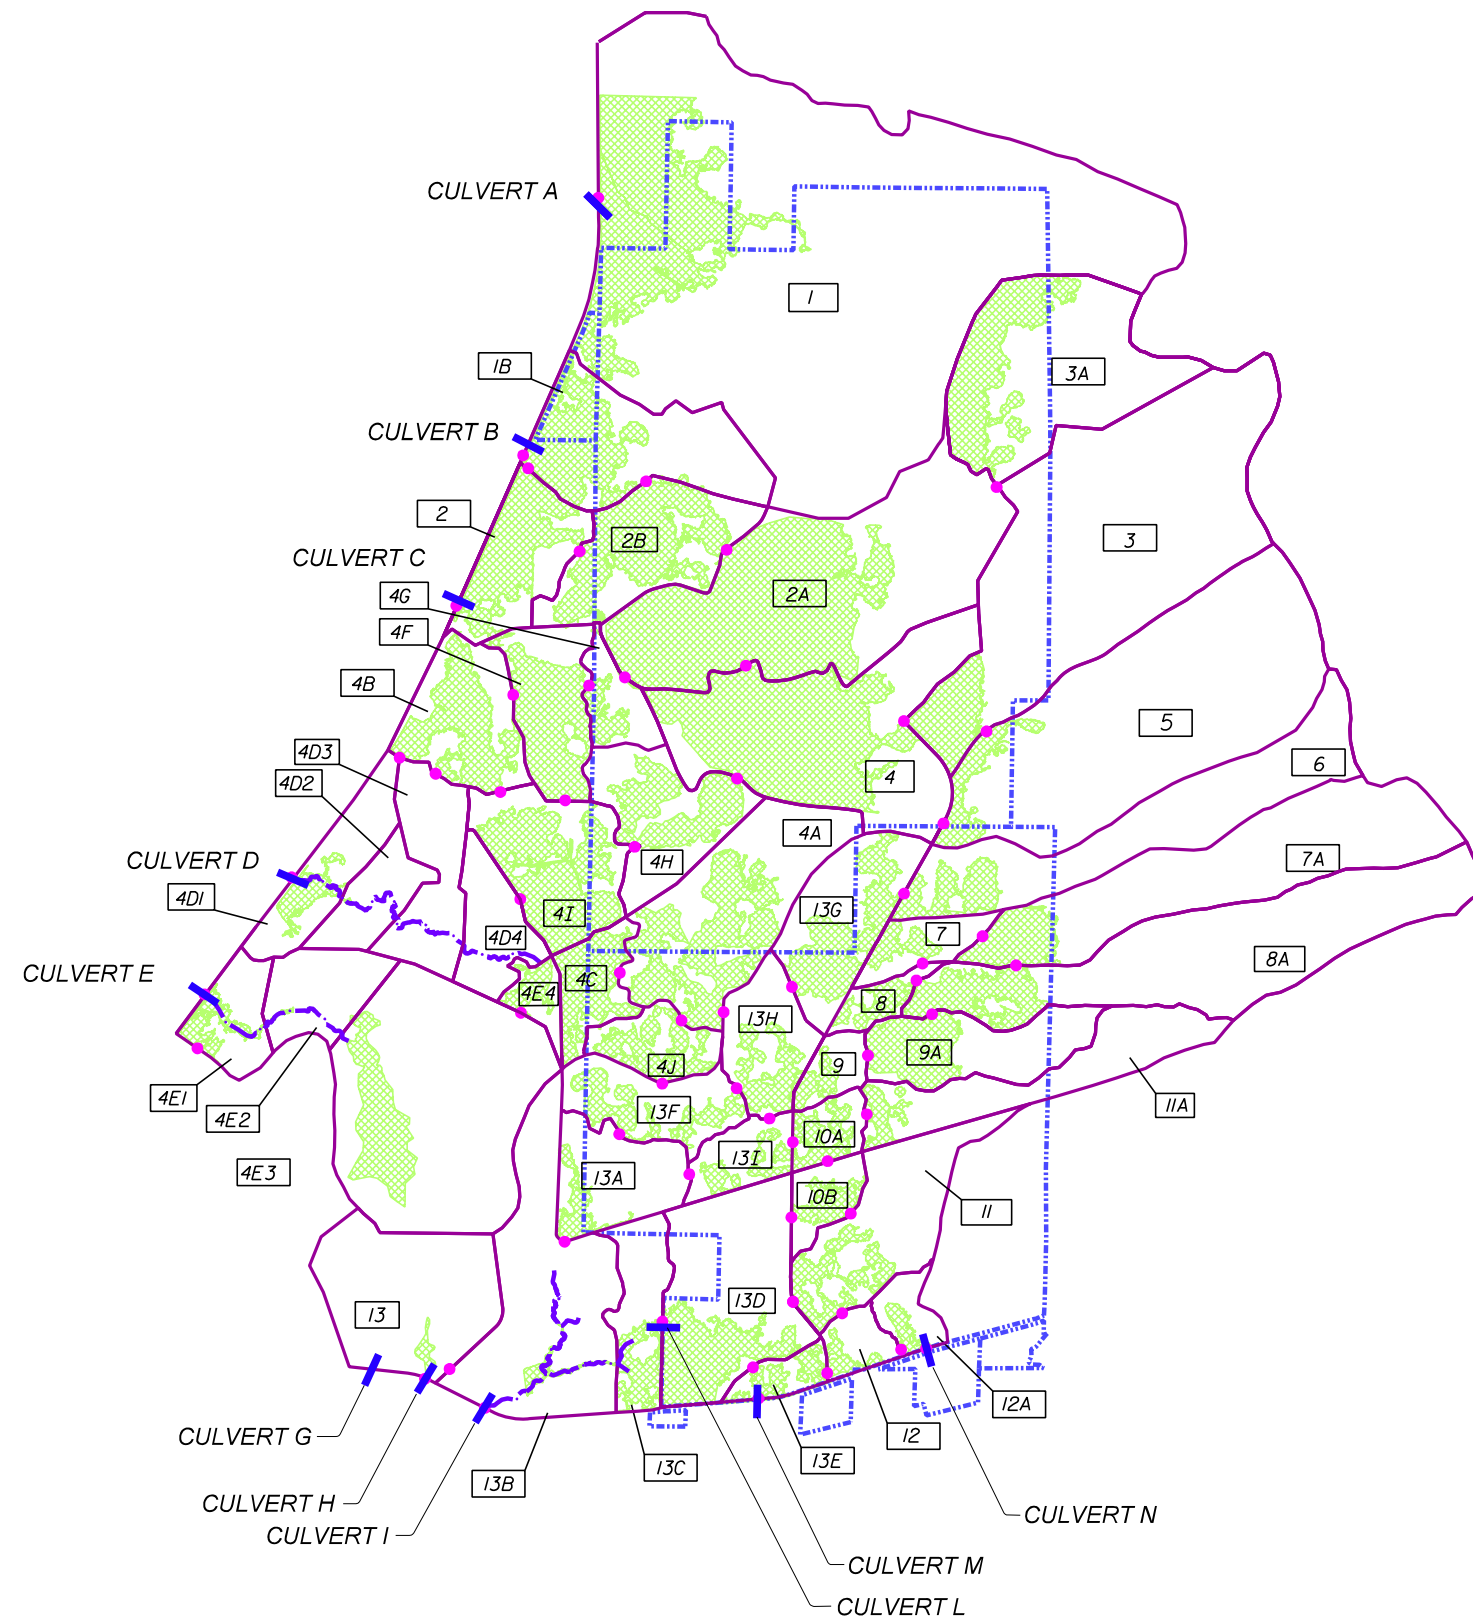 CULVERT A
1
1B
3A
CULVERT B
2
3
2B
CULVERT C
4G
2A
4F
4B
5
4D3
4D2
6
4
4A
7A
CULVERT D
4H
4D1
13G
4I
7
4D4
8A
CULVERT E
4C
4E4
8
13H
9A
9
4J
4E1
11A
4E2
13F
10A
13I
4E3
13A
10B
11
13D
13
12A
CULVERT G
12
13E
13C
13B
CULVERT H
CULVERT N
CULVERT I
CULVERT M
CULVERT L